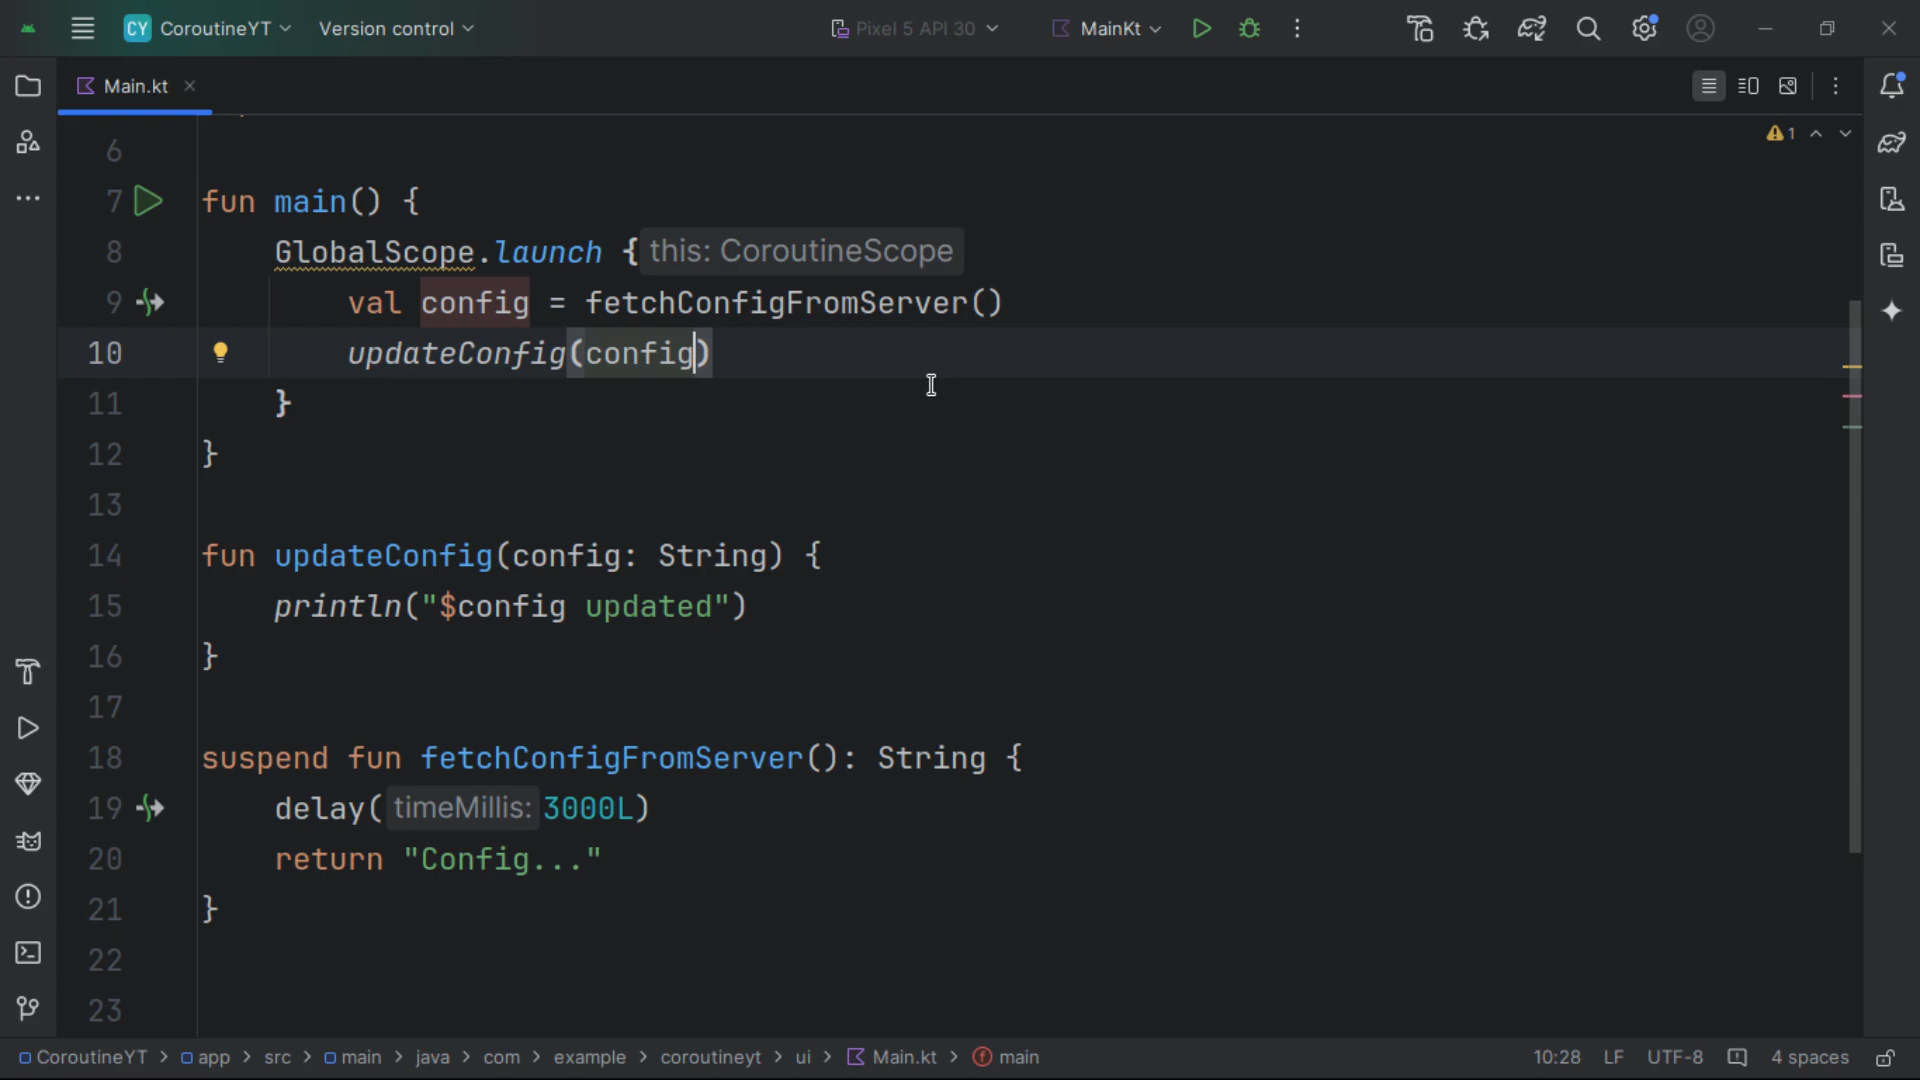 CY CoroutineYT Version control Pixel 5 API 30 MainKt
Main.kt
1
6
7 fun main() {
8 GlobalScope.launch { this: CoroutineScope
9 val config = fetchConfigFromServer()
10 updateConfig(config)
11 }
12 }
13
14 fun updateConfig(config: String) {
15 println("$config updated")
16 }
17
18 suspend fun fetchConfigFromServer(): String {
19 delay( timeMillis: 3000L)
20 return "Config..."
21 }
22
23
CoroutineYT > app > src > main > java > com > example > coroutineyt > ui > Main.kt > f main 10:28 LF UTF-8 4 spaces